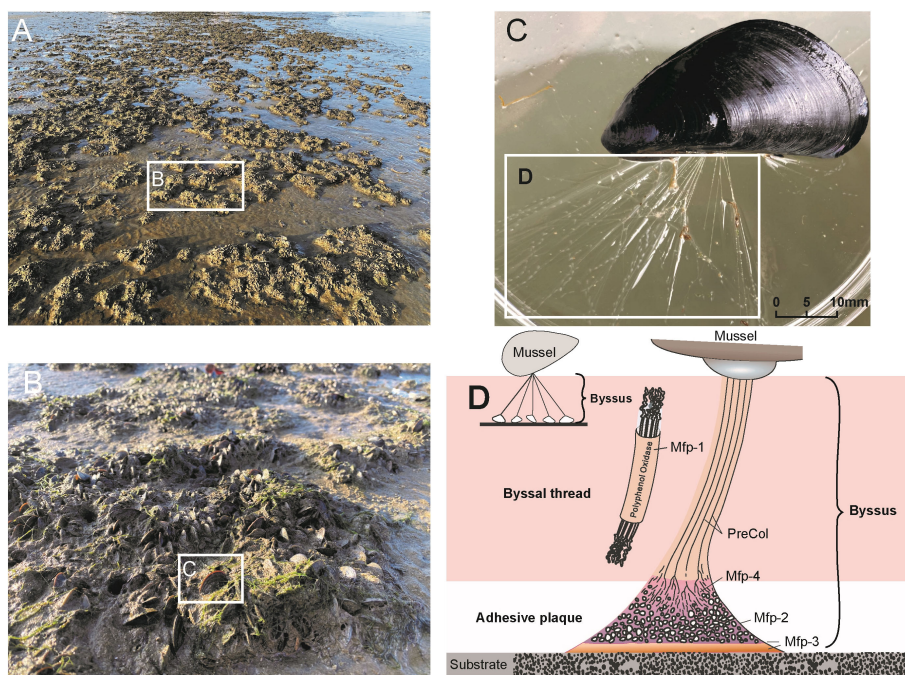 A
B
B
C
C
D
0 5 10mm
D
Mussel
Byssus
Mussel
Mfp-1
Polyphenol Oxidase
Byssal thread
PreCol
Byssus
Mfp-4
Adhesive plaque
Mfp-2
Mfp-3
Substrate